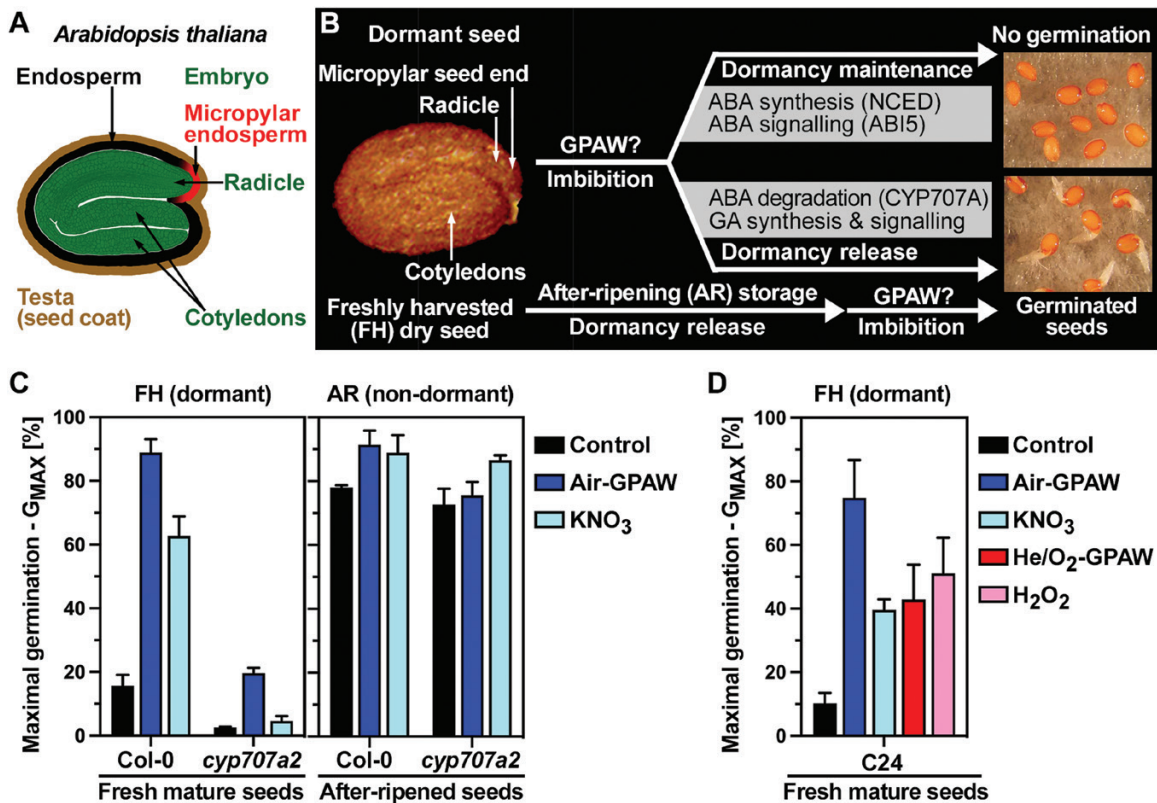 A
Arabidopsis thaliana
Endosperm
Embryo
Micropylar
endosperm
Radicle
Testa
(seed coat)
Cotyledons
B
Dormant seed
Micropylar seed end
Radicle
Cotyledons
Freshly harvested
(FH) dry seed
GPAW?
Imbibition
Dormancy maintenance
ABA synthesis (NCED)
ABA signalling (ABI5)
ABA degradation (CYP707A)
GA synthesis & signalling
Dormancy release
After-ripening (AR) storage
Dormancy release
GPAW?
Imbibition
No germination
Germinated
seeds
C
FH (dormant)
AR (non-dormant)
Maximal germination - GMAX [%]
100
80
60
40
20
0
Col-0
cyp707a2
Col-0
cyp707a2
Fresh mature seeds
After-ripened seeds
Control
Air-GPAW
KNO3
D
FH (dormant)
Maximal germination - GMAX [%]
100
80
60
40
20
0
C24
Fresh mature seeds
Control
Air-GPAW
KNO3
He/O2-GPAW
H2O2